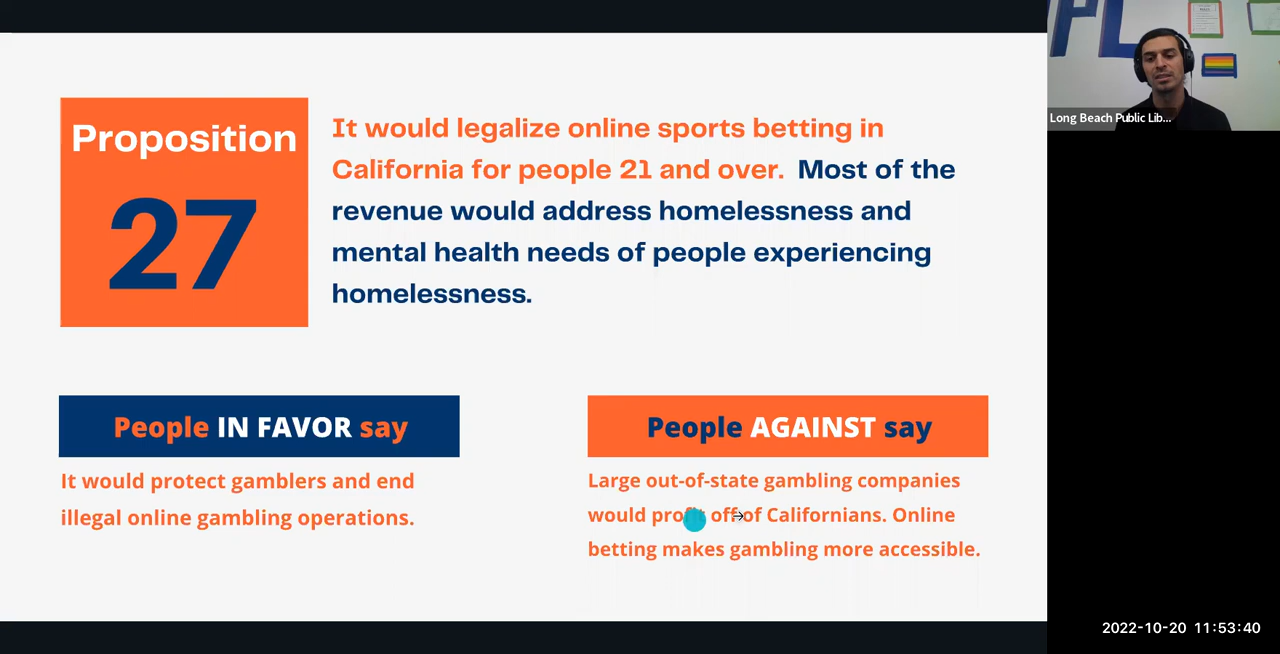 Proposition
27
It would legalize online sports betting in
California for people 21 and over. Most of the
revenue would address homelessness and
mental health needs of people experiencing
homelessness.
People IN FAVOR say
It would protect gamblers and end
illegal online gambling operations.
People AGAINST say
Large out-of-state gambling companies
would profit off of Californians. Online
betting makes gambling more accessible.
PL
Long Beach Public Lib...
2022-10-20 11:53:40